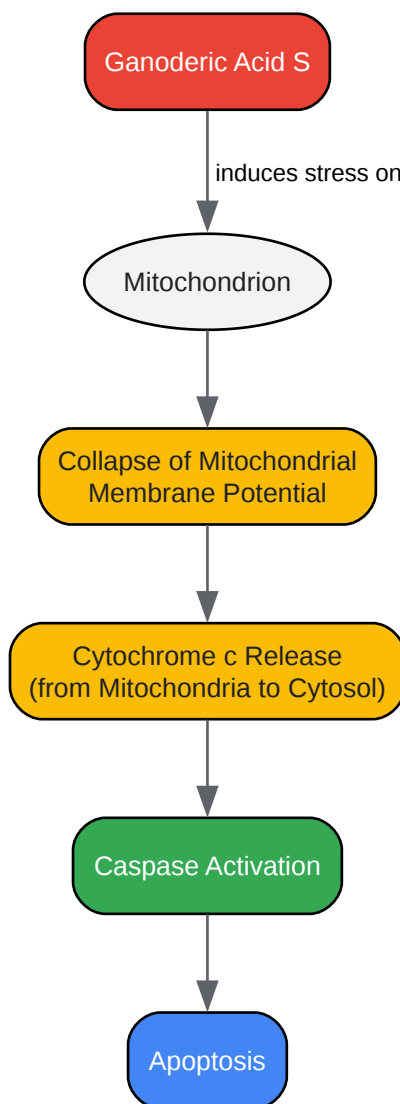 Ganoderic Acid S
induces stress on
Mitochondrion
Collapse of Mitochondrial
Membrane Potential
Cytochrome c Release
(from Mitochondria to Cytosol)
Caspase Activation
Apoptosis